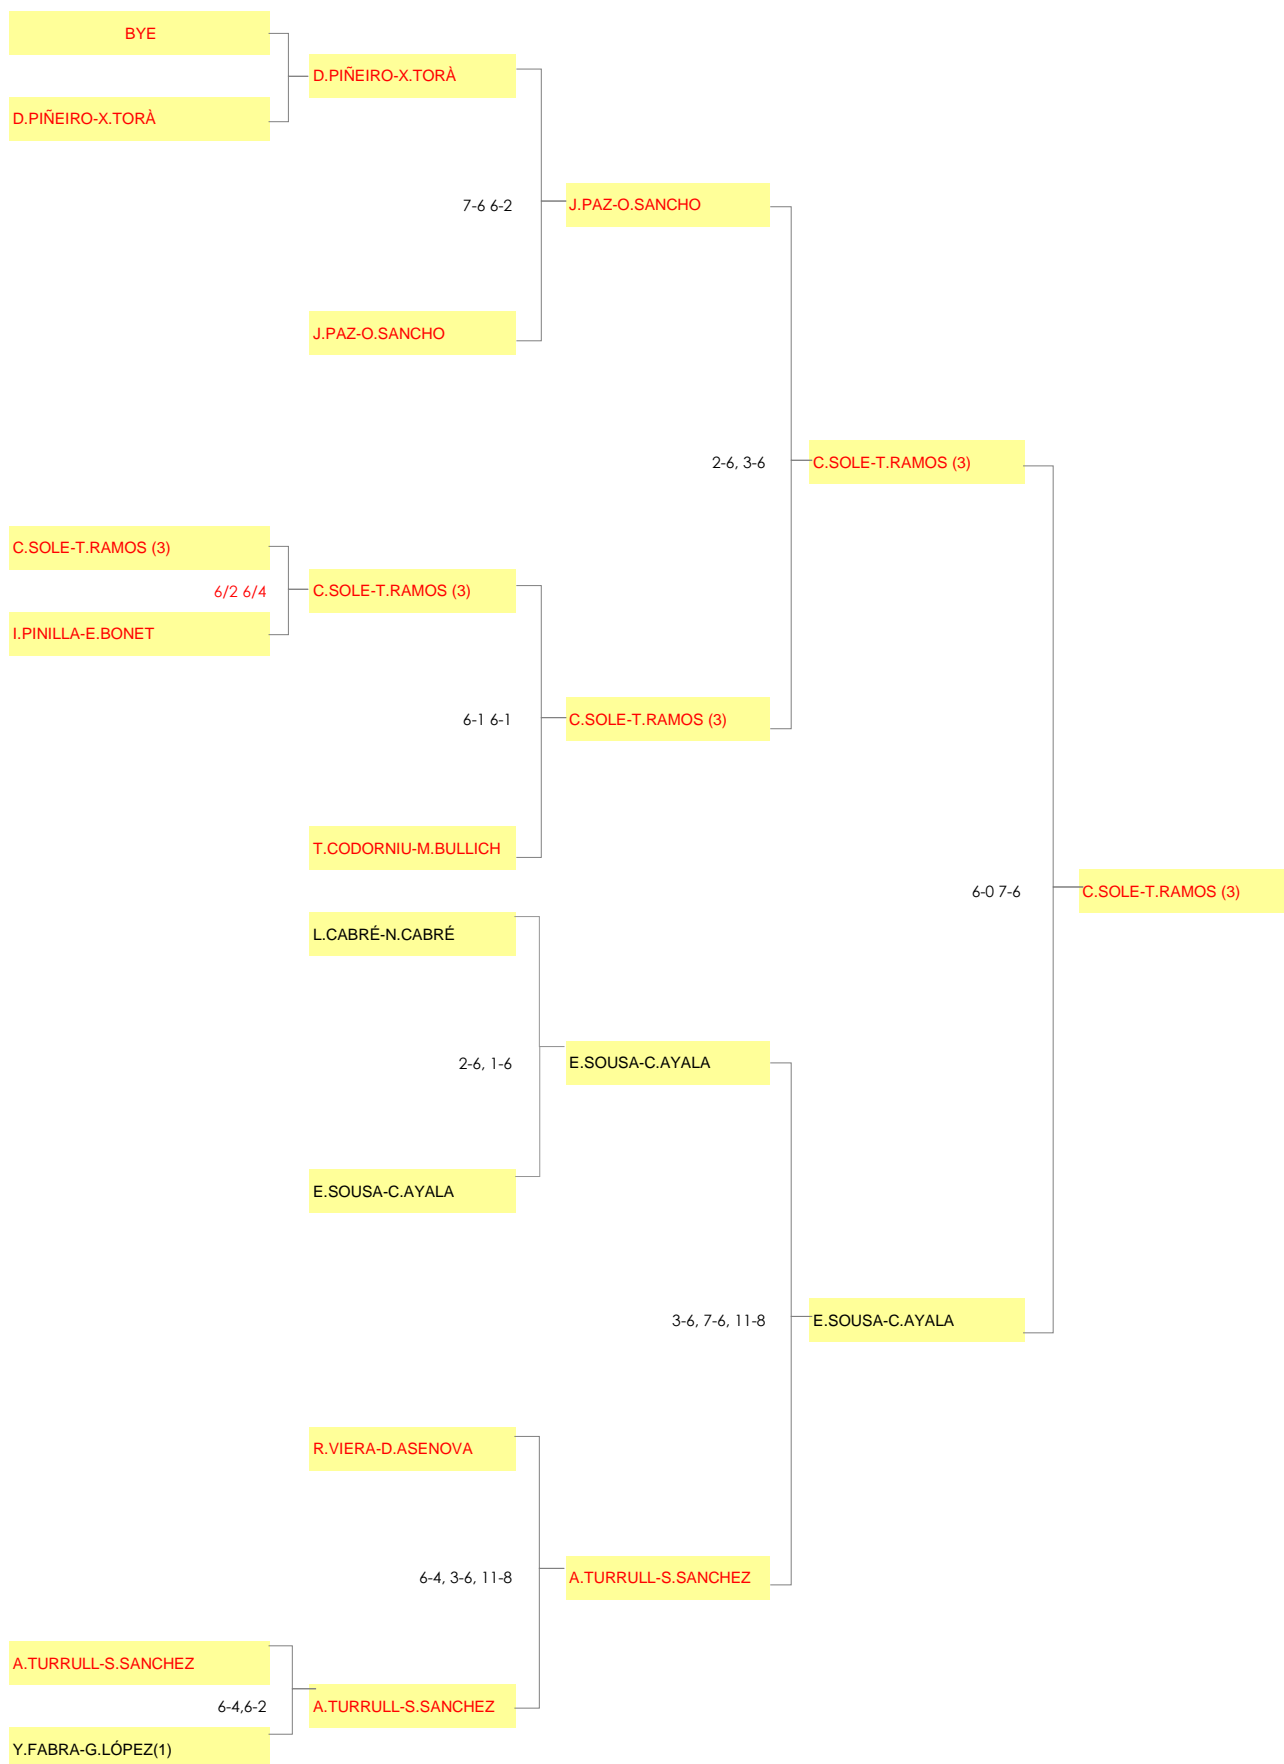 BYE
D.PIÑEIRO-X.TORÀ
D.PIÑEIRO-X.TORÀ
7-6 6-2
J.PAZ-O.SANCHO
J.PAZ-O.SANCHO
2-6, 3-6
C.SOLE-T.RAMOS (3)
C.SOLE-T.RAMOS (3)
6/2 6/4
C.SOLE-T.RAMOS (3)
I.PINILLA-E.BONET
6-1 6-1
C.SOLE-T.RAMOS (3)
T.CODORNIU-M.BULLICH
6-0 7-6
C.SOLE-T.RAMOS (3)
L.CABRÉ-N.CABRÉ
2-6, 1-6
E.SOUSA-C.AYALA
E.SOUSA-C.AYALA
3-6, 7-6, 11-8
E.SOUSA-C.AYALA
R.VIERA-D.ASENOVA
6-4, 3-6, 11-8
A.TURRULL-S.SANCHEZ
A.TURRULL-S.SANCHEZ
6-4,6-2
A.TURRULL-S.SANCHEZ
Y.FABRA-G.LÓPEZ(1)